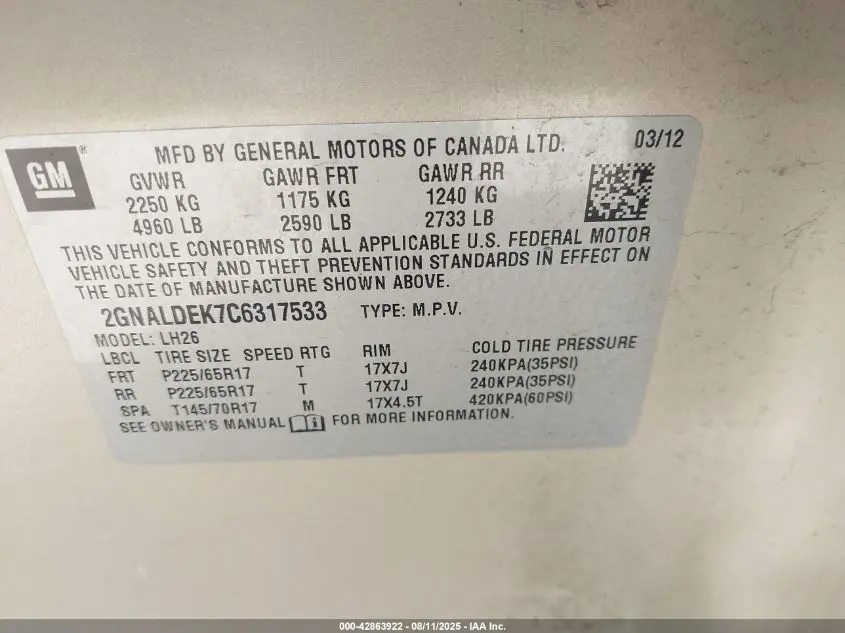 GM ® MFD BY GENERAL MOTORS OF CANADA LTD. 03/12
GVWR GAWR FRT GAWR RR
2250 KG 1175 KG 1240 KG
4960 LB 2590 LB 2733 LB
THIS VEHICLE CONFORMS TO ALL APPLICABLE U.S. FEDERAL MOTOR
VEHICLE SAFETY AND THEFT PREVENTION STANDARDS IN EFFECT ON
THE DATE OF MANUFACTURE SHOWN ABOVE.
2GNALDEK7C6317533 TYPE: M.P.V.
MODEL: LH26
LBCL TIRE SIZE SPEED RTG RIM COLD TIRE PRESSURE
FRT P225/65R17 T 17X7J 240KPA(35PSI)
RR P225/65R17 T 17X7J 240KPA(35PSI)
SPA T145/70R17 M 17X4.5T 420KPA(60PSI)
SEE OWNER'S MANUAL FOR MORE INFORMATION.
000-42863922 - 08/11/2025 - IAA Inc.